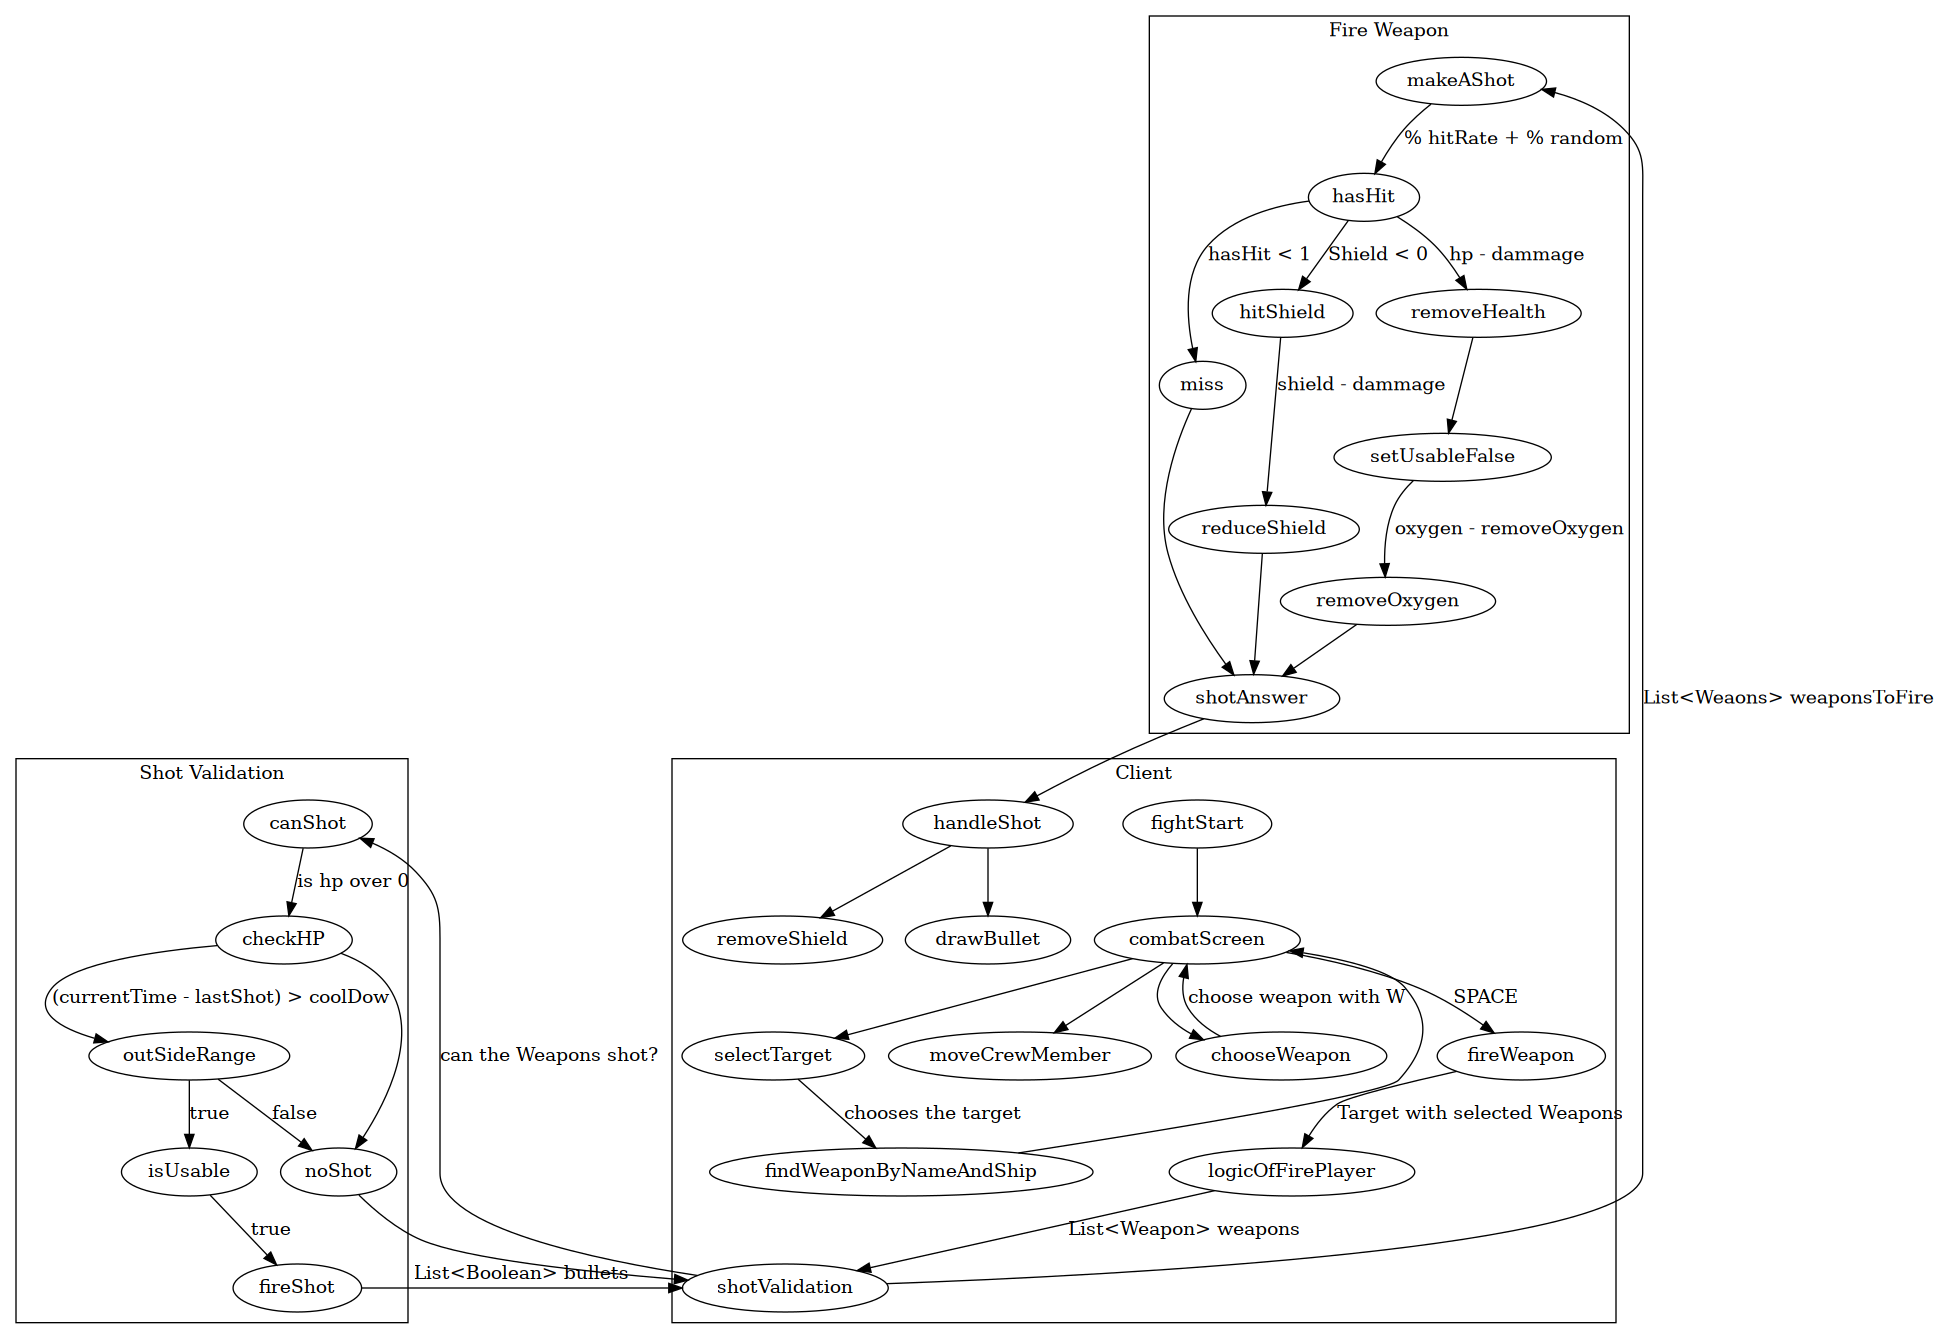 Fire Weapon
makeAShot
% hitRate + % random
hasHit
hasHit < 1
Shield < 0
hp - dammage
hitShield
removeHealth
miss
shield - dammage
setUsableFalse
reduceShield
oxygen - removeOxygen
removeOxygen
shotAnswer
List<Weaons> weaponsToFire
Shot Validation
canShot
is hp over 0
checkHP
(currentTime - lastShot) > coolDow
outSideRange
true
false
isUsable
noShot
true
fireShot
can the Weapons shot?
List<Boolean> bullets
Client
handleShot
fightStart
removeShield
drawBullet
combatScreen
choose weapon with W
SPACE
selectTarget
moveCrewMember
chooseWeapon
fireWeapon
chooses the target
Target with selected Weapons
findWeaponByNameAndShip
logicOfFirePlayer
List<Weapon> weapons
shotValidation